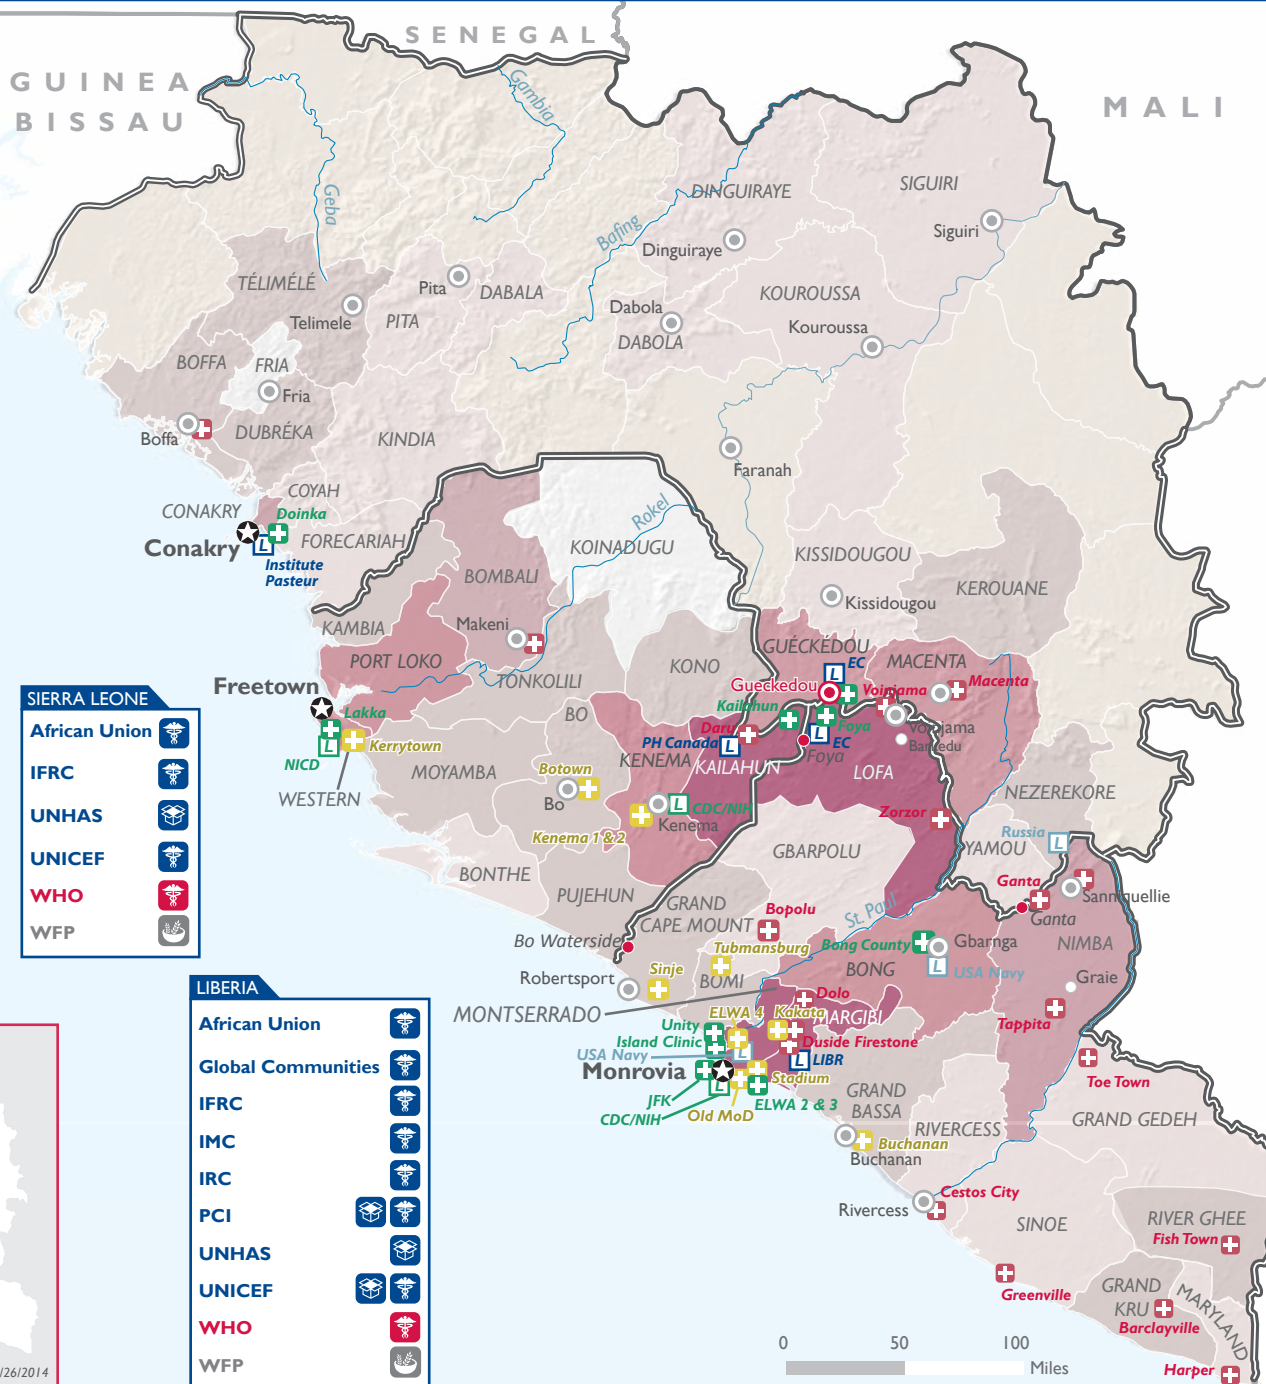 SENEGAL
GUINEA
BISSAU
MALI
Gambia
Geba
Bafing
DINGUIRAYE
SIGUIRI
Siguiri
Dinguiraye
TÉLIMÉLÉ
Pita
DABALA
KOUROUSSA
Telimele
PITA
Dabola
Kouroussa
DABOLA
BOFFA
FRIA
Fria
Boffa
DUBRÉKA
KINDIA
Faranah
COYAH
CONAKRY
Doinka
Conakry
FORECARIAH
Institute
Pasteur
L
Rokel
KOINADUGU
KISSIDOUGOU
BOMBALI
KEROUANE
Kissidougou
KAMBIA
Makeni
PORT LOKO
KONO
GUÉCKÉDOU
MACENTA
EC
L
TONKOLILI
Gueckedou
Voinjama
Macenta
Freetown
Lakka
BO
Kailahun
Foya
Voinjama
Daru
PH Canada
L
EC
L
Barkedu
Foya
Kerrytown
L
NICD
MOYAMBA
KENEMA
KAILAHUN
LOFA
WESTERN
Botown
Bo
L
CDC/NIH
Kenema
Kenema 1 & 2
NEZEREKORE
Zorzor
Russia
L
YAMOU
GBARPOLU
BONTHE
PUJEHUN
Ganta
Sanniquellie
GRAND
CAPE MOUNT
Bopolu
St. Paul
Ganta
Bo Waterside
Tubmansburg
Bong County
Gbarnga
NIMBA
Robertsport
Sinje
BOMI
BONG
L
USA Navy
Graie
MONTSERRADO
Dolo
MARGIBI
Tappita
ELWA 4
Kakata
Unity
Island Clinic
USA Navy
L
Duside Firestone
L
LIBR
Monrovia
L
Stadium
JFK
CDC/NIH
ELWA 2 & 3
Old MoD
Toe Town
GRAND
BASSA
RIVERCESS
GRAND GEDEH
Buchanan
Buchanan
Cestos City
Rivercess
SINOE
RIVER GHEE
Fish Town
Greenville
GRAND
KRU
MARYLAND
Barclayville
Harper
0
50
100
Miles
SIERRA LEONE
African Union
IFRC
UNHAS
UNICEF
WHO
WFP
LIBERIA
African Union
Global Communities
IFRC
IMC
IRC
PCI
UNHAS
UNICEF
WHO
WFP
/26/2014